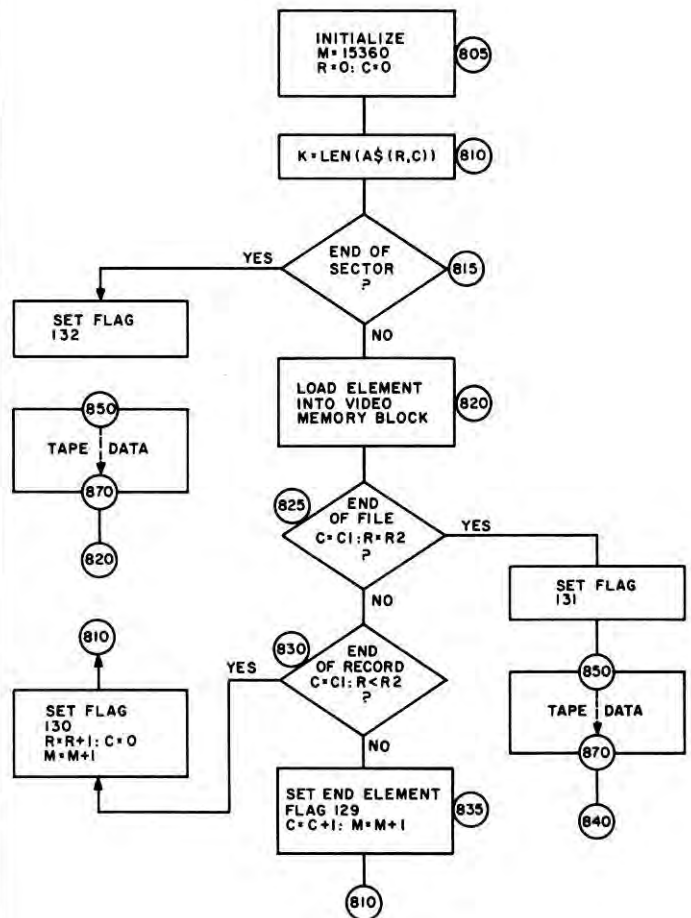 INITIALIZE
M=15360
R=0: C=0
805
K=LEN(A$(R,C))
810
END OF
SECTOR
?
815
YES
NO
SET FLAG
132
LOAD ELEMENT
INTO VIDEO
MEMORY BLOCK
820
850
TAPE DATA
870
820
825
END
OF FILE
C=C1:R=R2
?
YES
NO
SET FLAG
131
850
TAPE DATA
870
840
810
830
END
OF RECORD
C=C1:R<R2
?
YES
NO
SET FLAG
130
R=R+1: C=0
M=M+1
SET END ELEMENT
FLAG 129
C=C+1: M=M+1
835
810